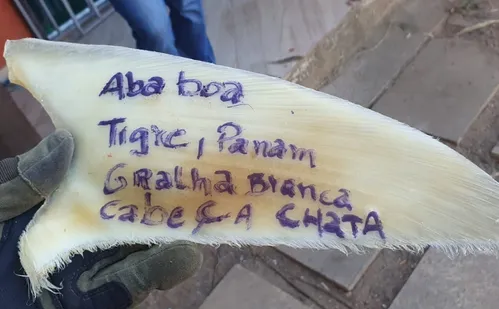 Aba boa
Tigre, Panam
Gralha Branca
CabeÇA CHATA